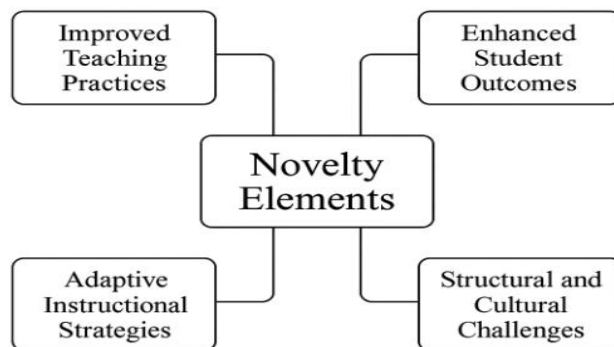 Improved
Teaching
Practices
Enhanced
Student
Outcomes
Novelty
Elements
Adaptive
Instructional
Strategies
Structural and
Cultural
Challenges